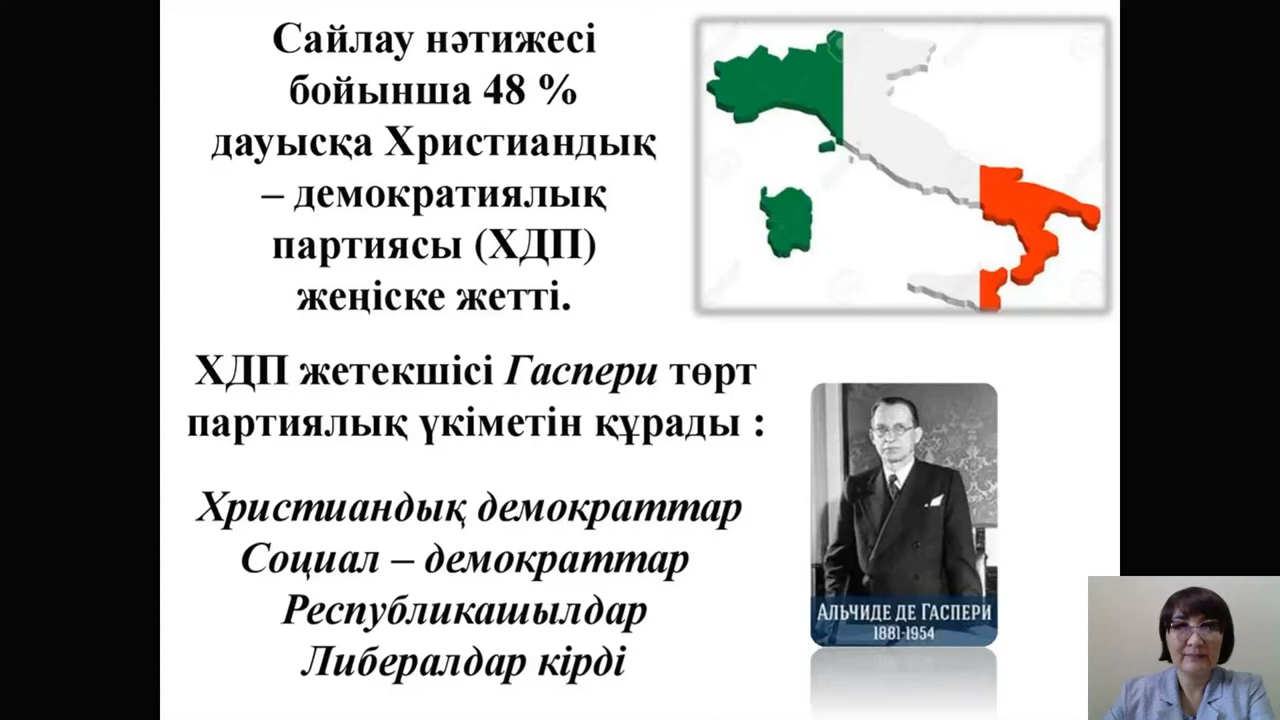 Сайлау нәтижесі
бойынша 48 %
дауысқа Христиандық
– демократиялық
партиясы (ХДП)
жеңіске жетті.
ХДП жетекшісі Гаспери төрт
партиялық үкіметін құрады :
Христиандық демократтар
Социал – демократтар
Республикашылдар
Либералдар кірді
АЛЬЧИДЕ ДЕ ГАСПЕРИ
1881-1954